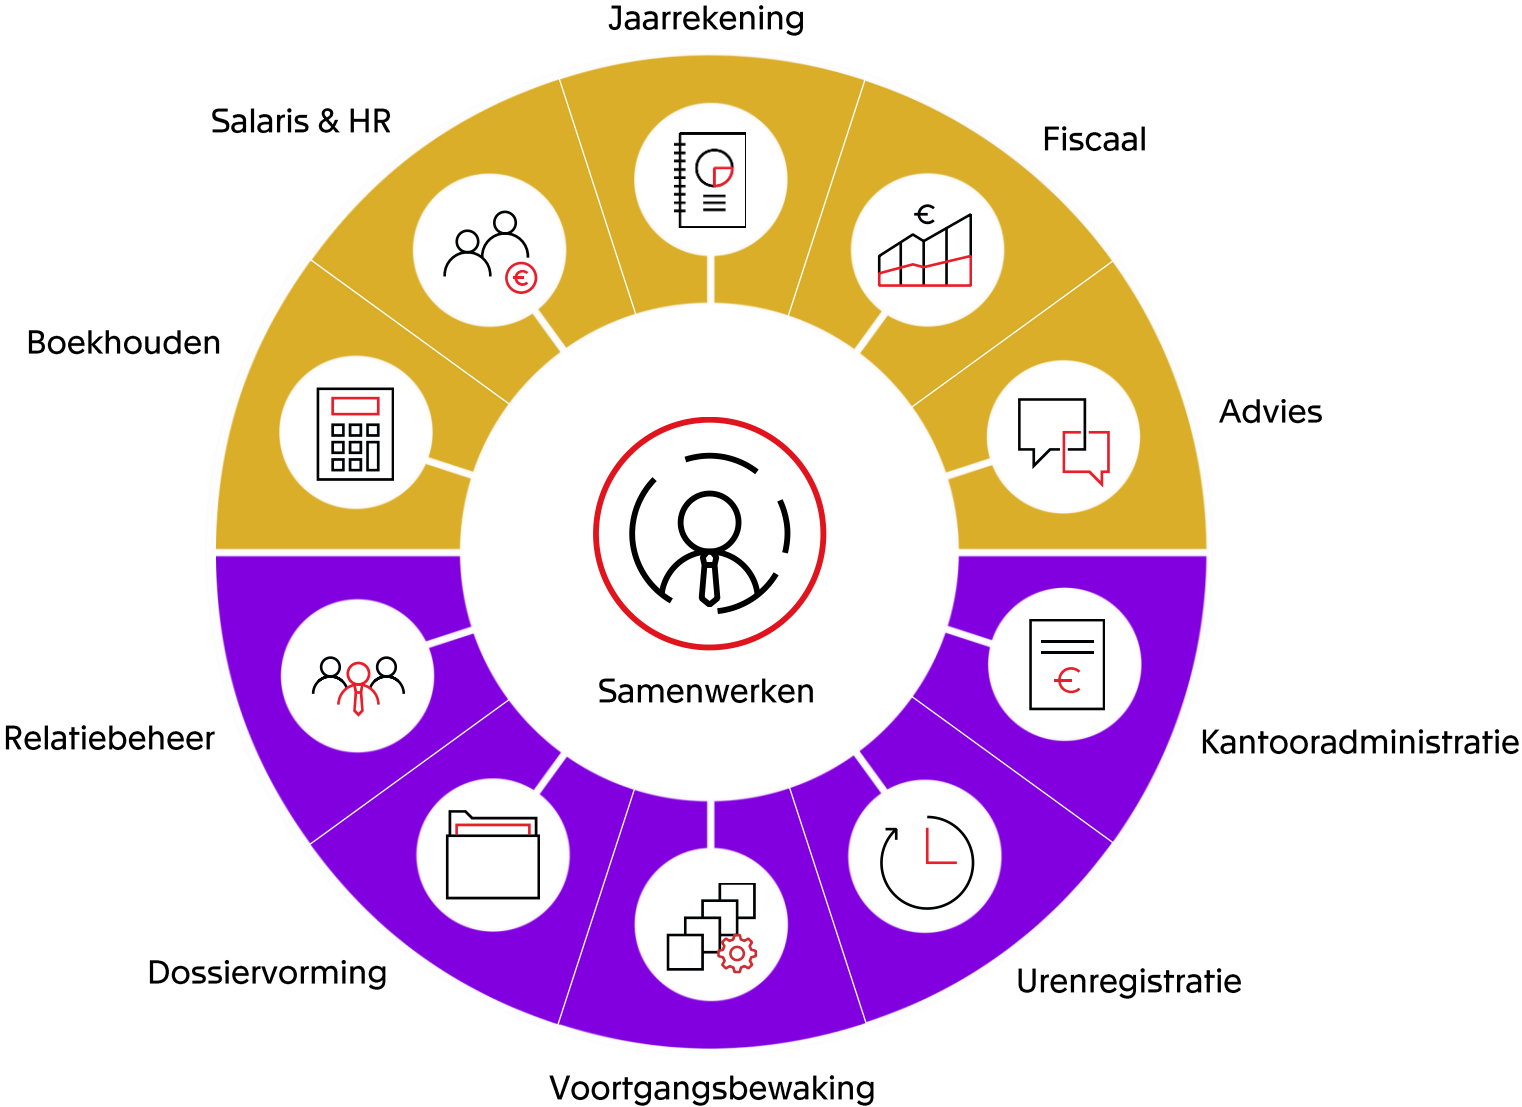 Jaarrekening
Salaris & HR
Fiscaal
€
€
Boekhouden
Advies
Samenwerken
€
Relatiebeheer
Kantooradministratie
Dossiervorming
Urenregistratie
Voortgangsbewaking